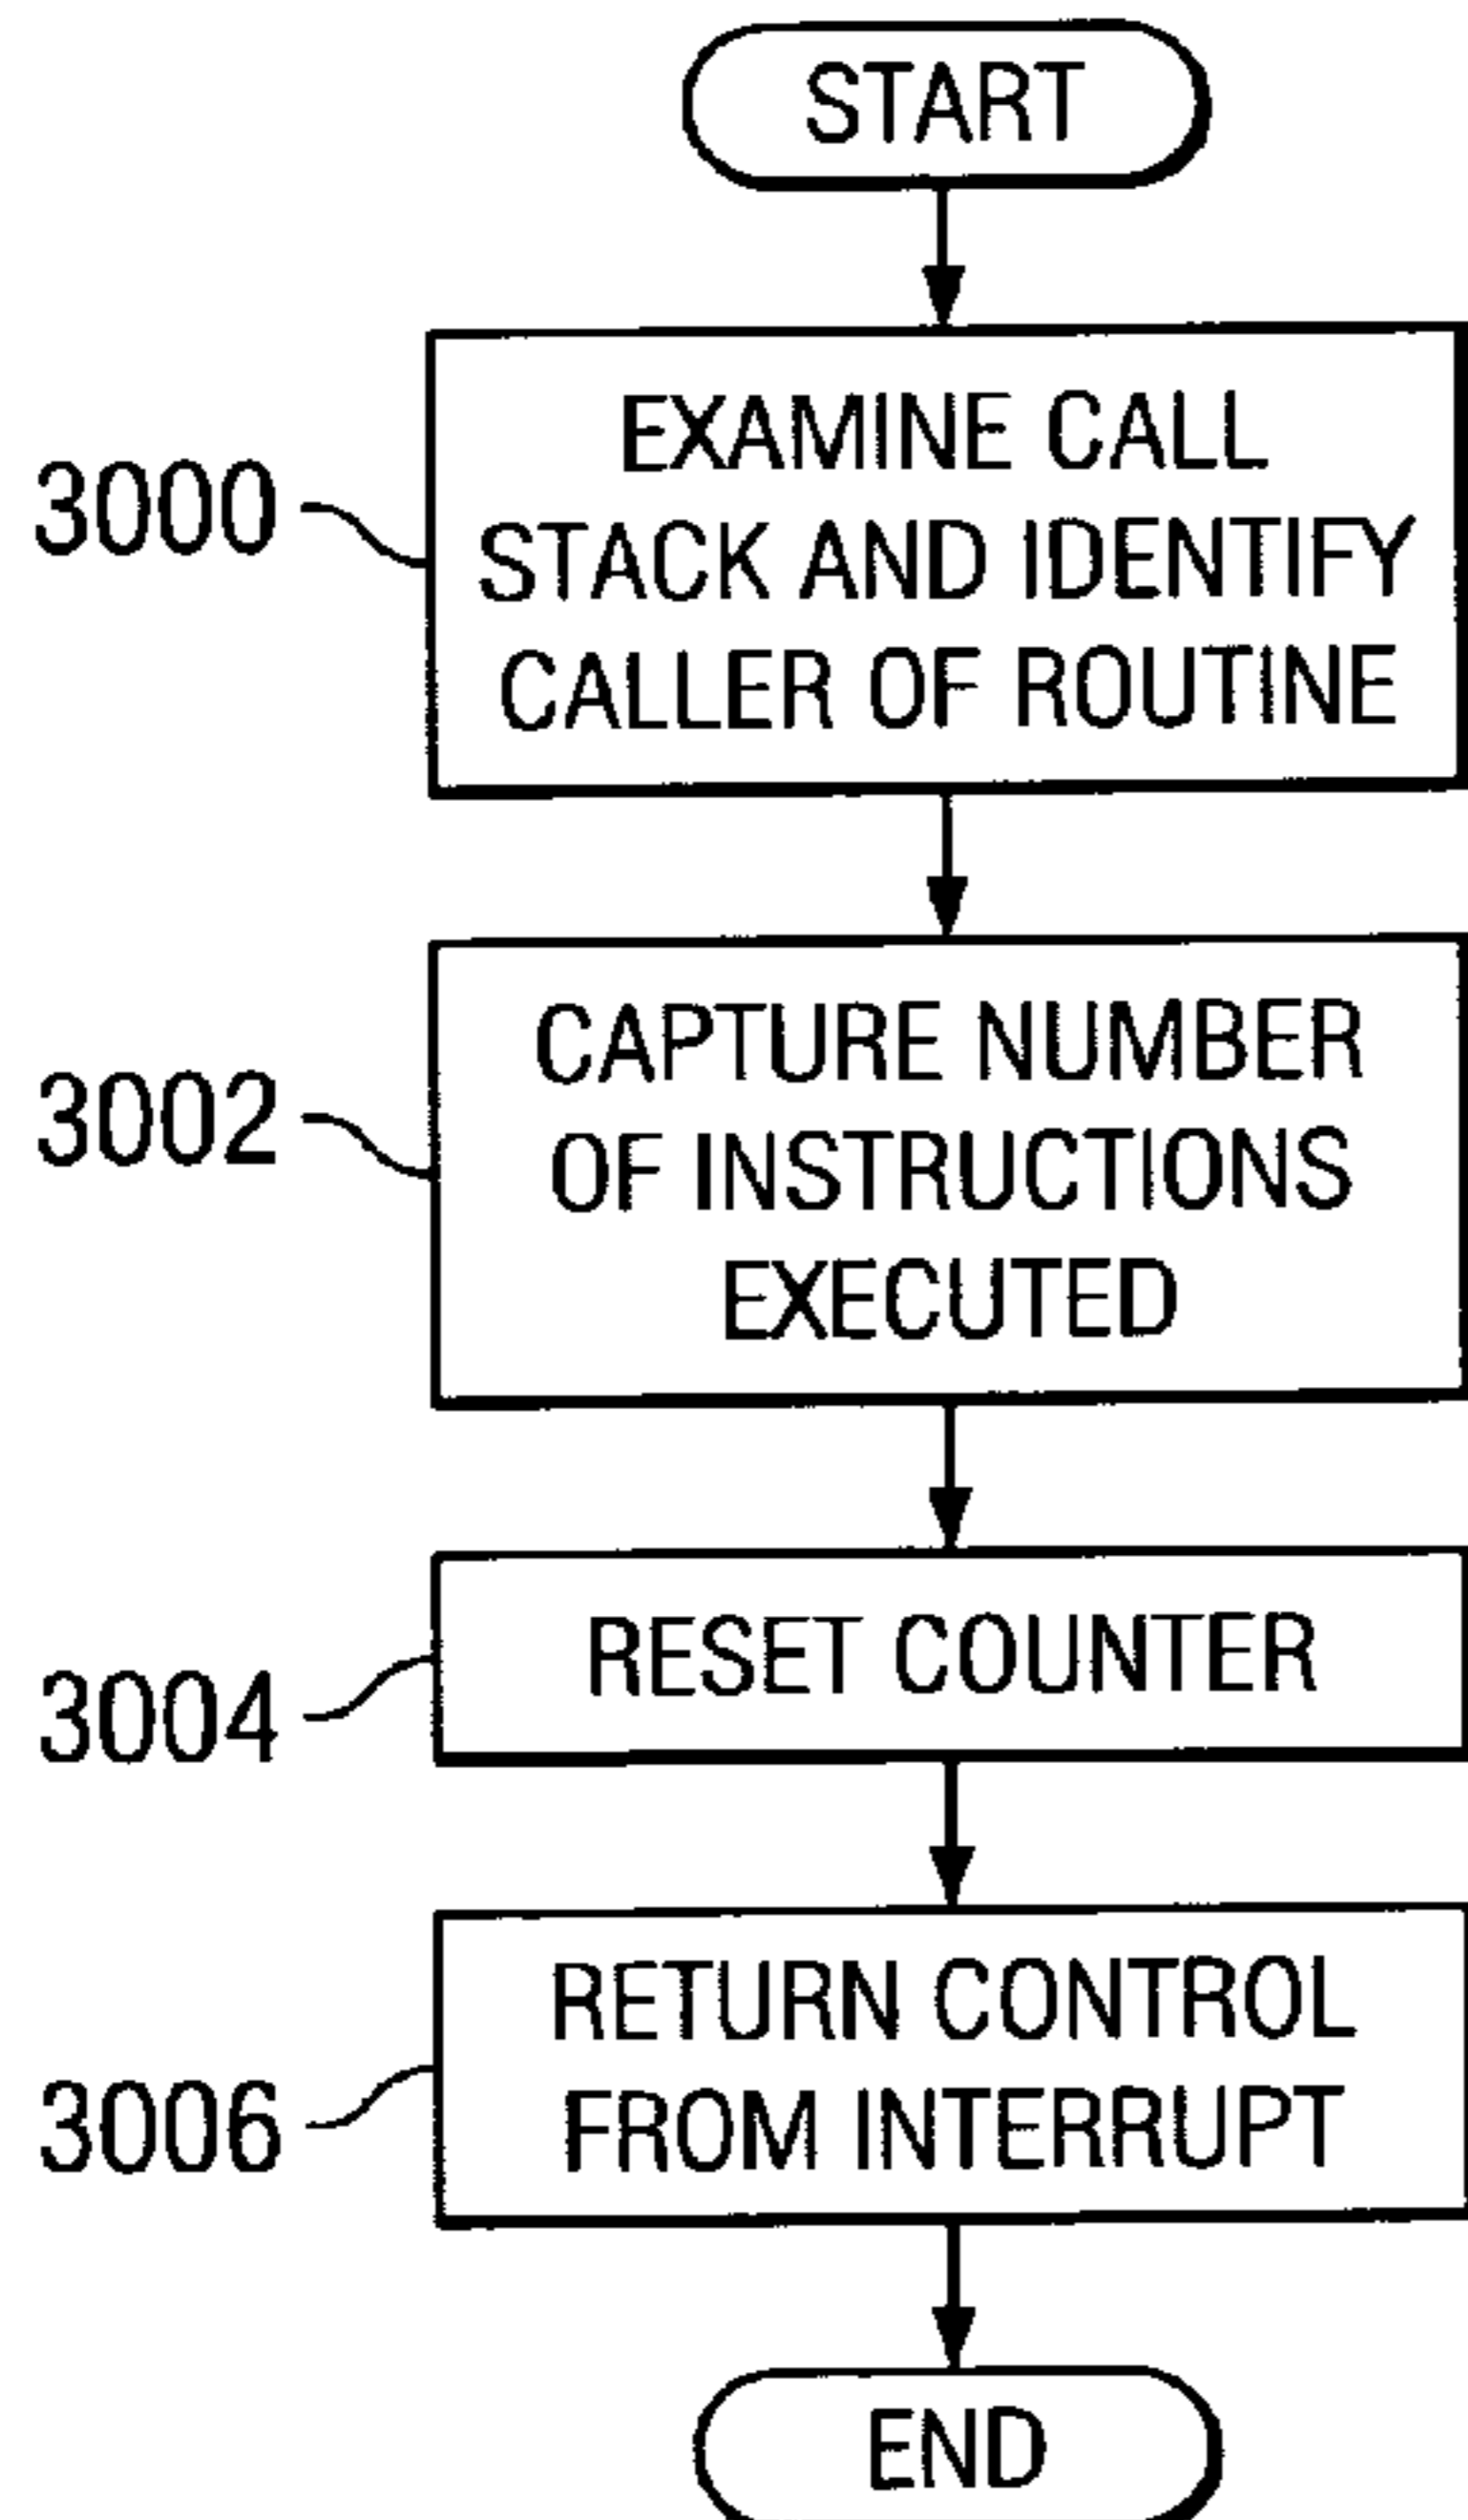 START
3000
EXAMINE CALL
STACK AND IDENTIFY
CALLER OF ROUTINE
3002
CAPTURE NUMBER
OF INSTRUCTIONS
EXECUTED
3004
RESET COUNTER
3006
RETURN CONTROL
FROM INTERRUPT
END